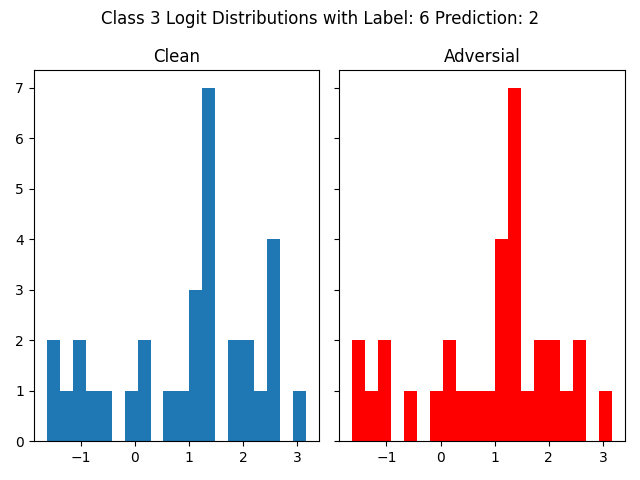 Class 3 Logit Distributions with Label: 6 Prediction: 2
Clean
Adversial
7
6
5
4
3
2
1
0
−1 0 1 2 3
−1 0 1 2 3